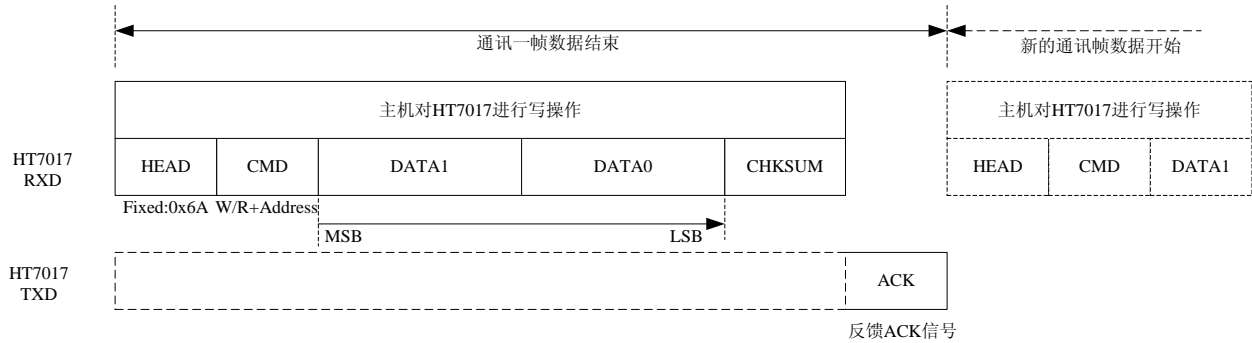 通讯一帧数据结束
新的通讯帧数据开始
主机对HT7017进行写操作
主机对HT7017进行写操作
HT7017
RXD
HEAD
CMD
DATA1
DATA0
CHKSUM
HEAD
CMD
DATA1
Fixed:0x6A
W/R+Address
MSB
LSB
HT7017
TXD
ACK
反馈ACK信号